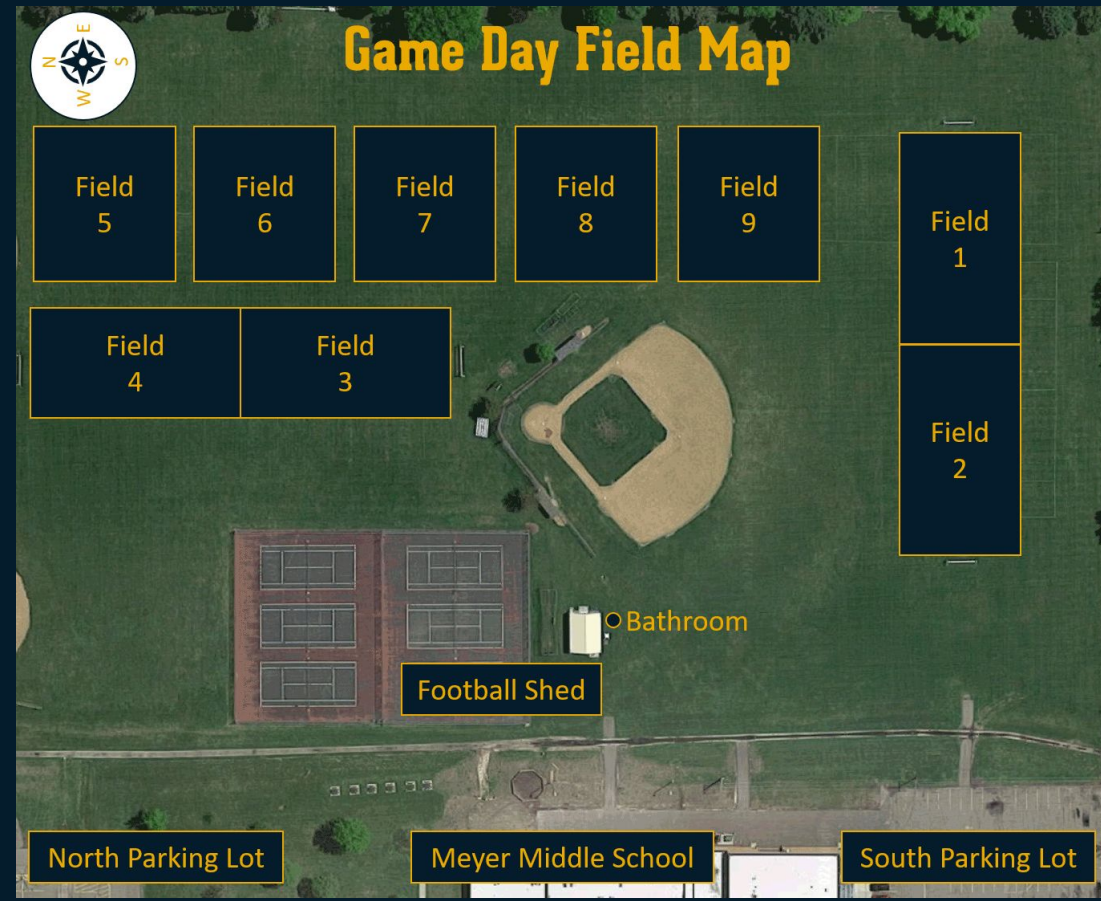 Game Day Field Map
E
N
S
W
Field
5
Field
6
Field
7
Field
8
Field
9
Field
1
Field
4
Field
3
Field
2
Bathroom
Football Shed
North Parking Lot
Meyer Middle School
South Parking Lot